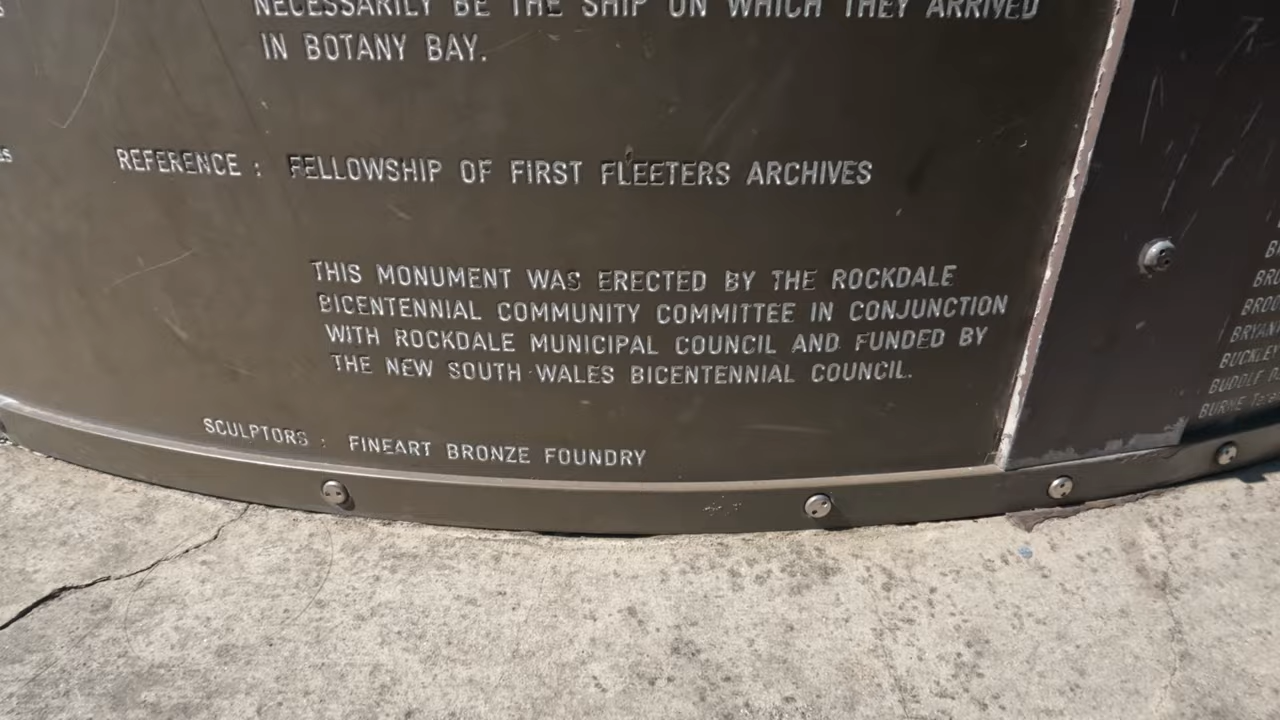 NECESSARILY BE THE SHIP ON WHICH THEY ARRIVED
IN BOTANY BAY.
REFERENCE : FELLOWSHIP OF FIRST FLEETERS ARCHIVES
THIS MONUMENT WAS ERECTED BY THE ROCKDALE
BICENTENNIAL COMMUNITY COMMITTEE IN CONJUNCTION
WITH ROCKDALE MUNICIPAL COUNCIL AND FUNDED BY
THE NEW SOUTH WALES BICENTENNIAL COUNCIL.
SCULPTORS : FINEART BRONZE FOUNDRY
BUCKLEY
BUDDLE
BURNE